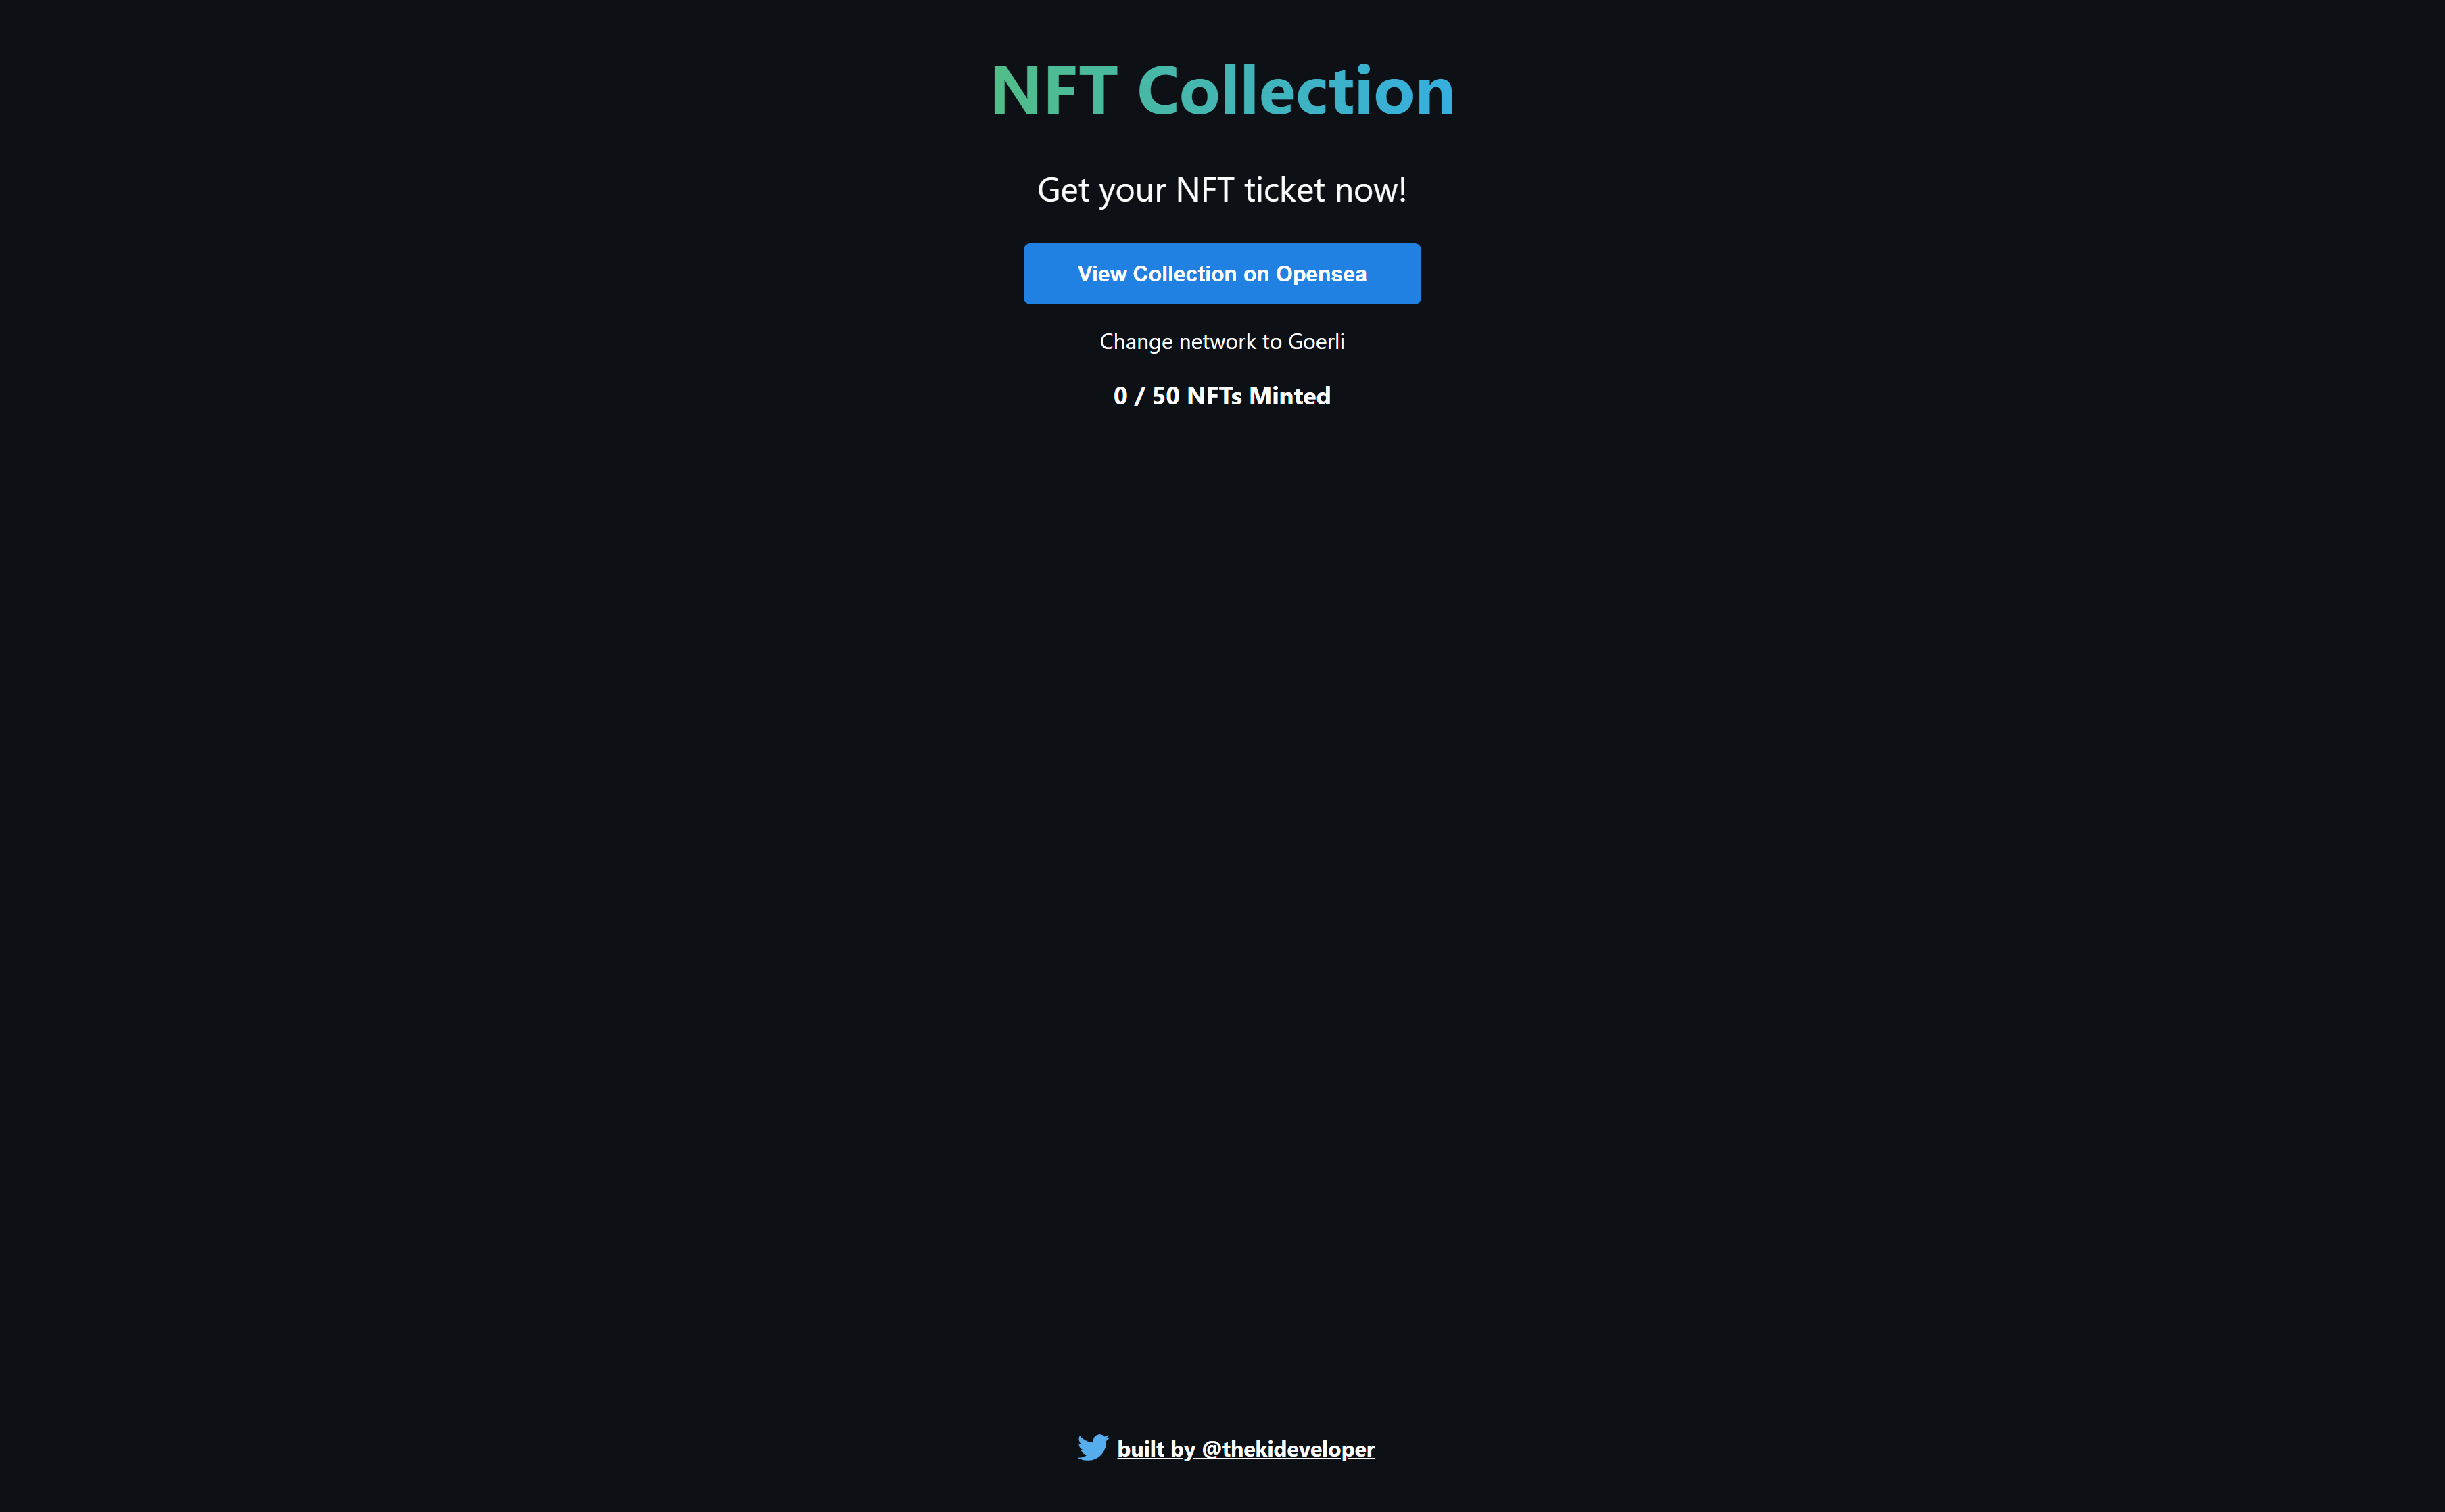 NFT Collection
Get your NFT ticket now!
View Collection on Opensea
Change network to Goerli
0 / 50 NFTs Minted
built by @thekideveloper